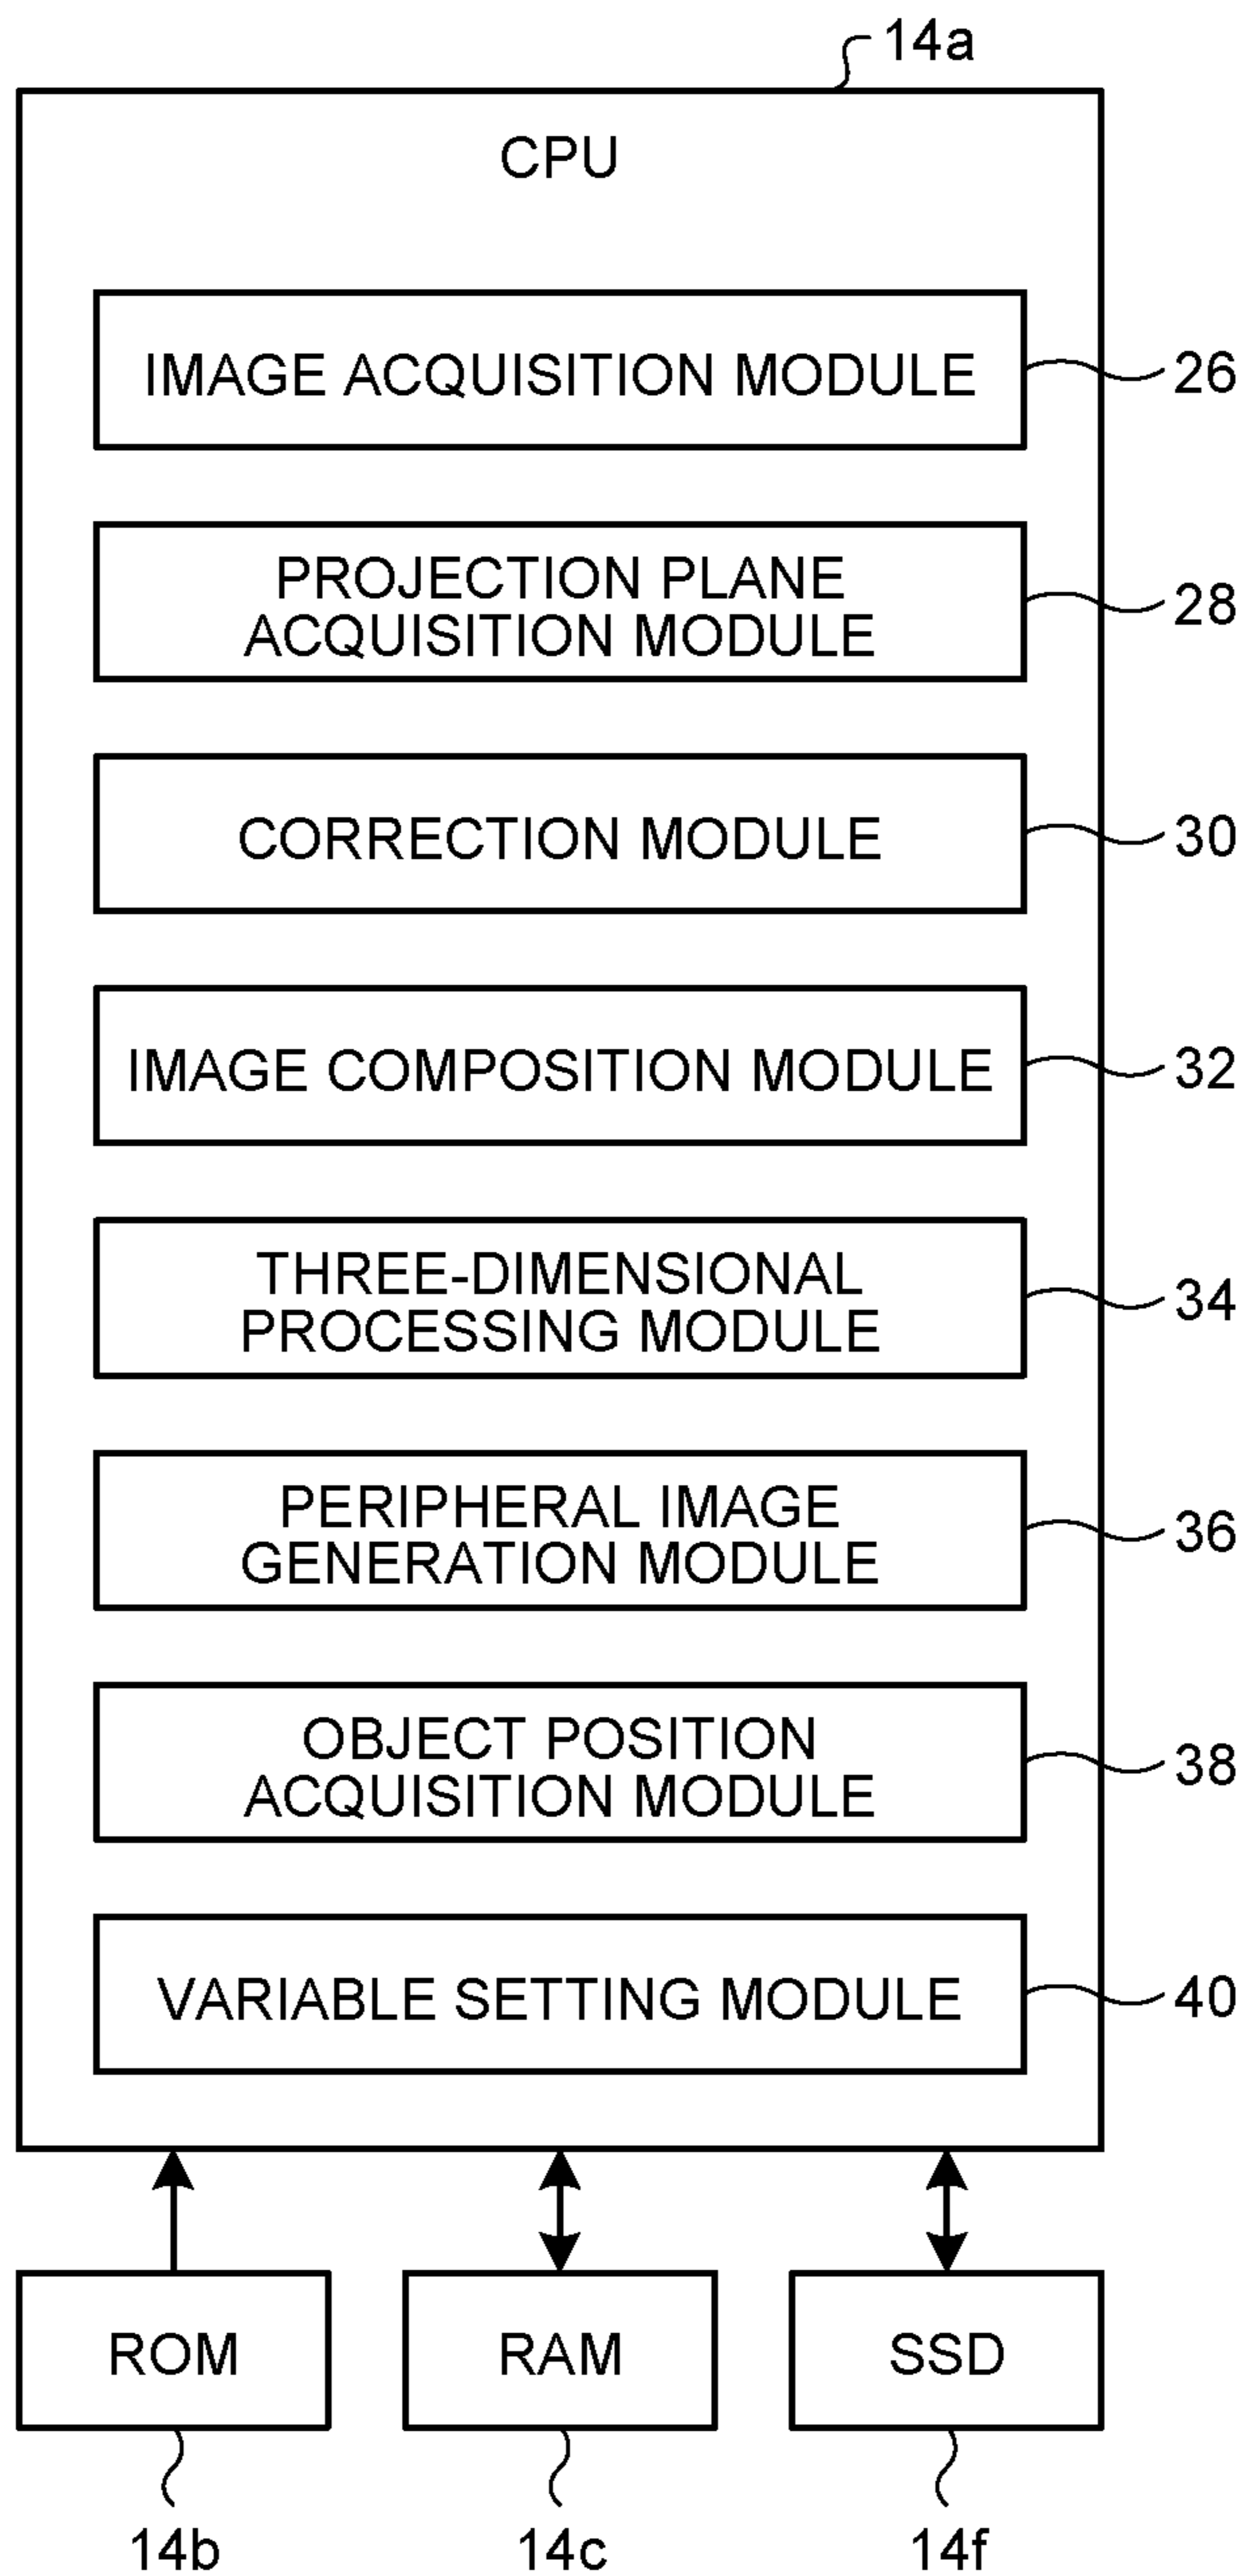 14a
CPU
IMAGE ACQUISITION MODULE
26
PROJECTION PLANE
ACQUISITION MODULE
28
CORRECTION MODULE
30
IMAGE COMPOSITION MODULE
32
THREE-DIMENSIONAL
PROCESSING MODULE
34
PERIPHERAL IMAGE
GENERATION MODULE
36
OBJECT POSITION
ACQUISITION MODULE
38
VARIABLE SETTING MODULE
40
ROM
RAM
SSD
14b
14c
14f